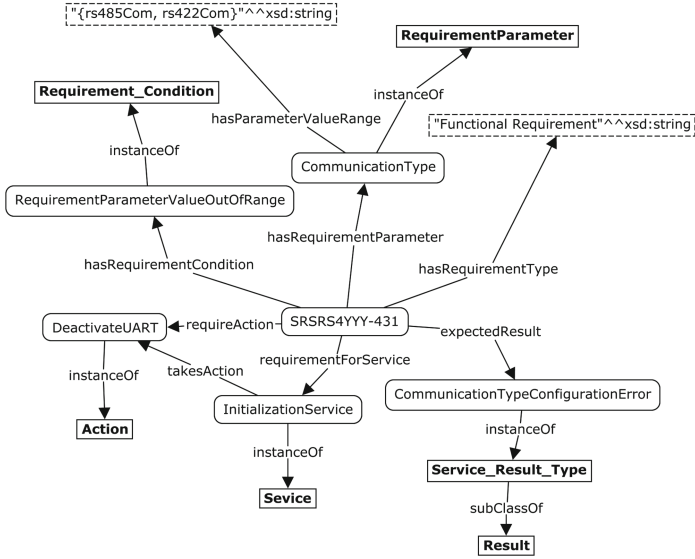 "{rs485Com, rs422Com}"^^xsd:string
RequirementParameter
Requirement_Condition
instanceOf
hasParameterValueRange
"Functional Requirement"^^xsd:string
instanceOf
CommunicationType
RequirementParameterValueOutOfRange
hasRequirementParameter
hasRequirementCondition
hasRequirementType
DeactivateUART
requireAction
SRSRS4YYY-431
expectedResult
requirementForService
instanceOf
takesAction
CommunicationTypeConfigurationError
InitializationService
Action
instanceOf
instanceOf
Service_Result_Type
Sevice
subClassOf
Result